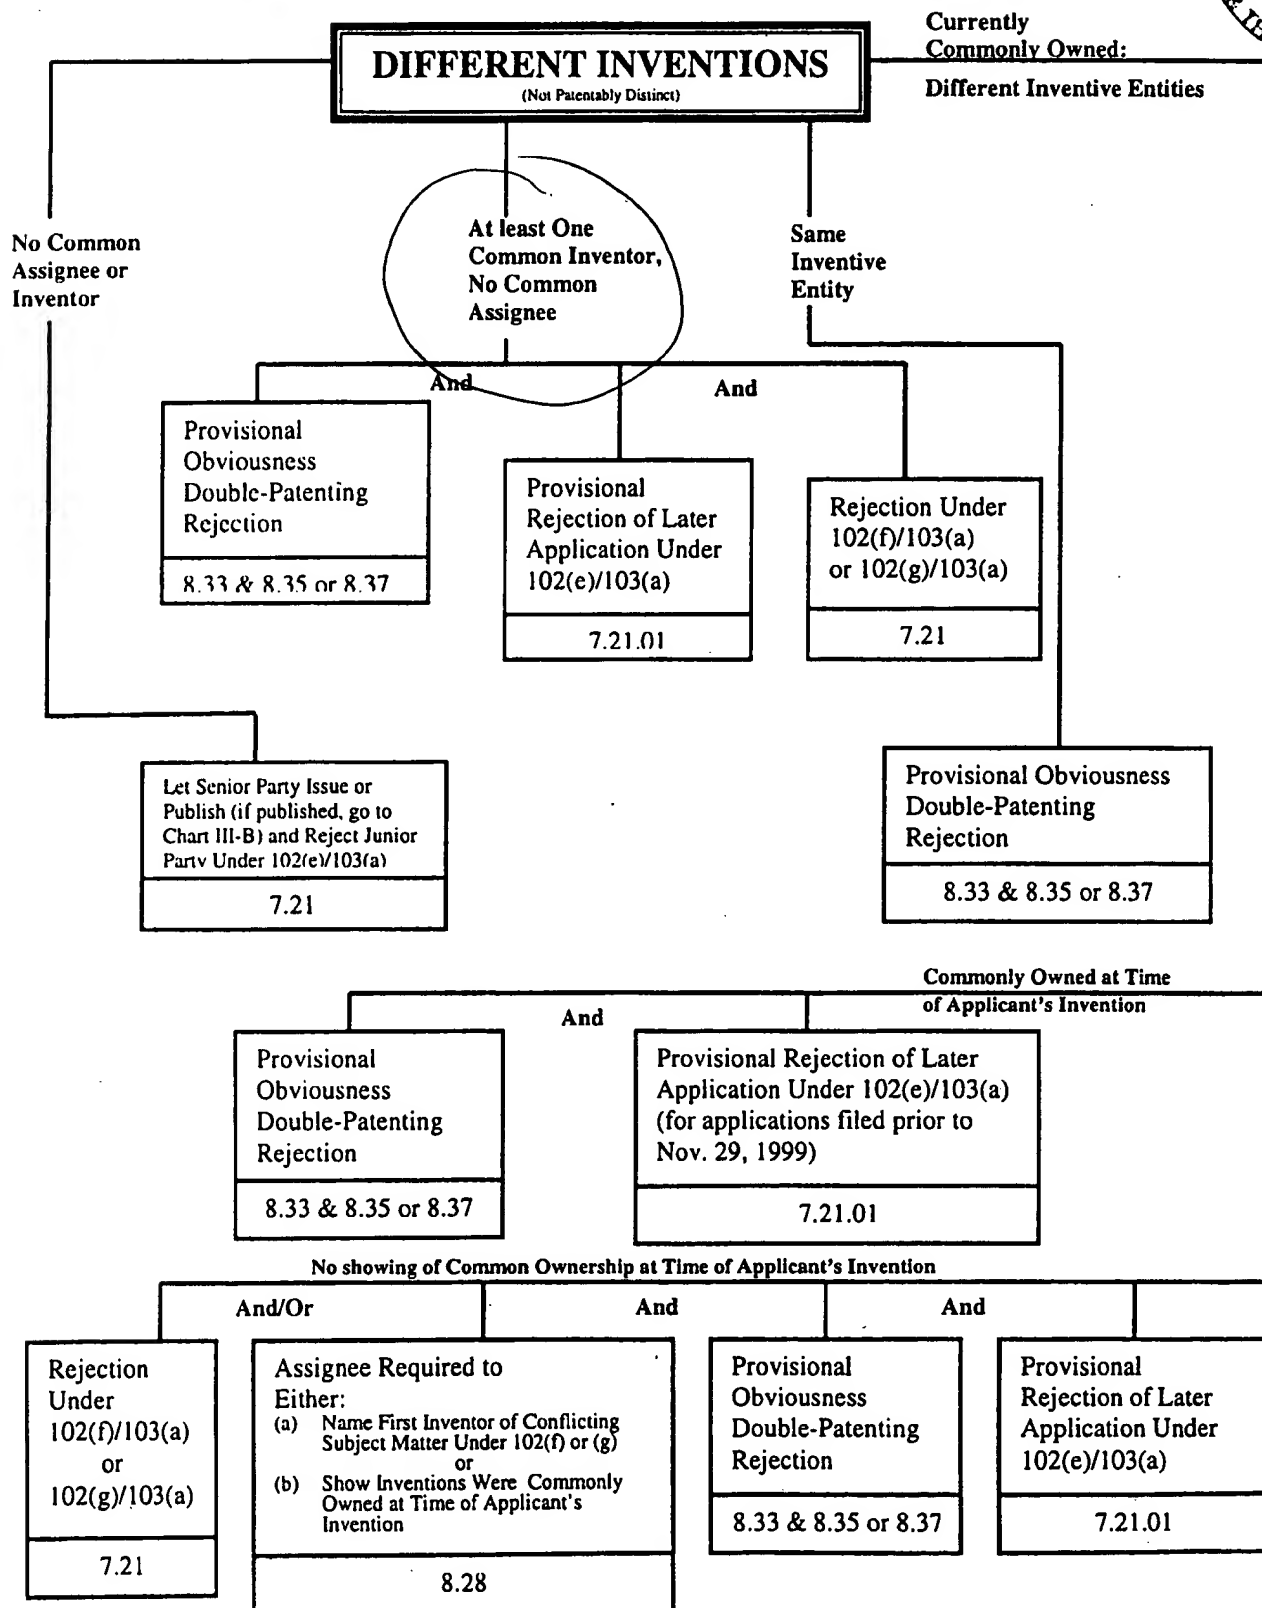 Currently
Commonly Owned:
Different Inventive Entities
DIFFERENT INVENTIONS
(Not Patentably Distinct)
No Common
Assignee or
Inventor
At least One
Common Inventor,
No Common
Assignee
Same
Inventive
Entity
And
And
Provisional
Obviousness
Double-Patenting
Rejection
8.33 & 8.35 or 8.37
Provisional
Rejection of Later
Application Under
102(e)/103(a)
7.21.01
Rejection Under
102(f)/103(a)
or 102(g)/103(a)
7.21
Let Senior Party Issue or
Publish (if published, go to
Chart III-B) and Reject Junior
Party Under 102(e)/103(a)
7.21
Provisional Obviousness
Double-Patenting
Rejection
8.33 & 8.35 or 8.37
Commonly Owned at Time
of Applicant's Invention
And
Provisional
Obviousness
Double-Patenting
Rejection
8.33 & 8.35 or 8.37
Provisional Rejection of Later
Application Under 102(e)/103(a)
(for applications filed prior to
Nov. 29, 1999)
7.21.01
No showing of Common Ownership at Time of Applicant's Invention
And/Or
And
And
Rejection
Under
102(f)/103(a)
or
102(g)/103(a)
7.21
Assignee Required to
Either:
(a) Name First Inventor of Conflicting
Subject Matter Under 102(f) or (g)
or
(b) Show Inventions Were Commonly
Owned at Time of Applicant's
Invention
8.28
Provisional
Obviousness
Double-Patenting
Rejection
8.33 & 8.35 or 8.37
Provisional
Rejection of Later
Application Under
102(e)/103(a)
7.21.01